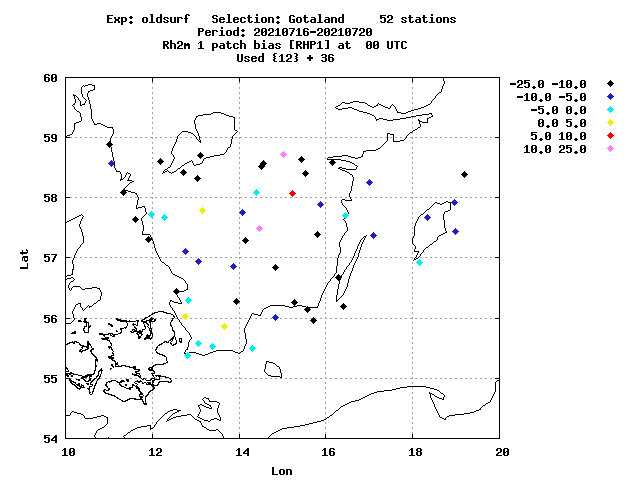 Exp: oldsurf   Selection: Gotaland     52 stations
Period: 20210716-20210720
Rh2m 1 patch bias [RHP1] at  00 UTC
Used {12} + 36
-25.0 -10.0
-10.0 -5.0
-5.0 0.0
0.0 5.0
5.0 10.0
10.0 25.0
60
59
58
57
56
55
54
Lat
10 12 14 16 18 20
Lon